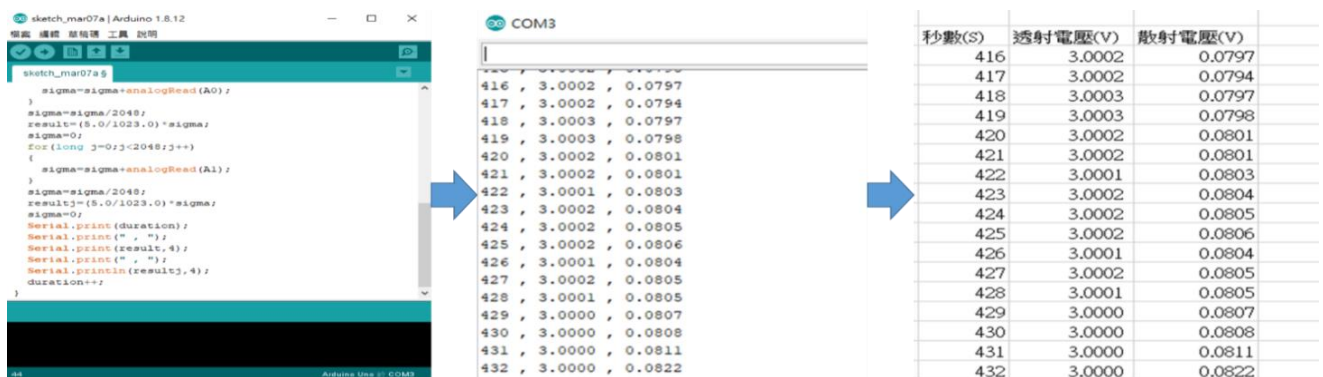 sketch_mar07a | Arduino 1.8.12
檔案 編輯 草稿碼 工具 說明
sketch_mar07a §
sigma=sigma+analogRead(A0);
}
sigma=sigma/2048;
result=(5.0/1023.0)*sigma;
sigma=0;
for(long j=0;j<2048;j++)
{
sigma=sigma+analogRead(A1);
}
sigma=sigma/2048;
resultj=(5.0/1023.0)*sigma;
sigma=0;
Serial.print(duration);
Serial.print(" , ");
Serial.print(result,4);
Serial.print(" , ");
Serial.println(resultj,4);
duration++;
}
44
Arduino Uno 於 COM3
COM3
416 , 3.0002 , 0.0797
417 , 3.0002 , 0.0794
418 , 3.0003 , 0.0797
419 , 3.0003 , 0.0798
420 , 3.0002 , 0.0801
421 , 3.0002 , 0.0801
422 , 3.0001 , 0.0803
423 , 3.0002 , 0.0804
424 , 3.0002 , 0.0805
425 , 3.0002 , 0.0806
426 , 3.0001 , 0.0804
427 , 3.0002 , 0.0805
428 , 3.0001 , 0.0805
429 , 3.0000 , 0.0807
430 , 3.0000 , 0.0808
431 , 3.0000 , 0.0811
432 , 3.0000 , 0.0822
秒數(S) 透射電壓(V) 散射電壓(V)
416 3.0002 0.0797
417 3.0002 0.0794
418 3.0003 0.0797
419 3.0003 0.0798
420 3.0002 0.0801
421 3.0002 0.0801
422 3.0001 0.0803
423 3.0002 0.0804
424 3.0002 0.0805
425 3.0002 0.0806
426 3.0001 0.0804
427 3.0002 0.0805
428 3.0001 0.0805
429 3.0000 0.0807
430 3.0000 0.0808
431 3.0000 0.0811
432 3.0000 0.0822